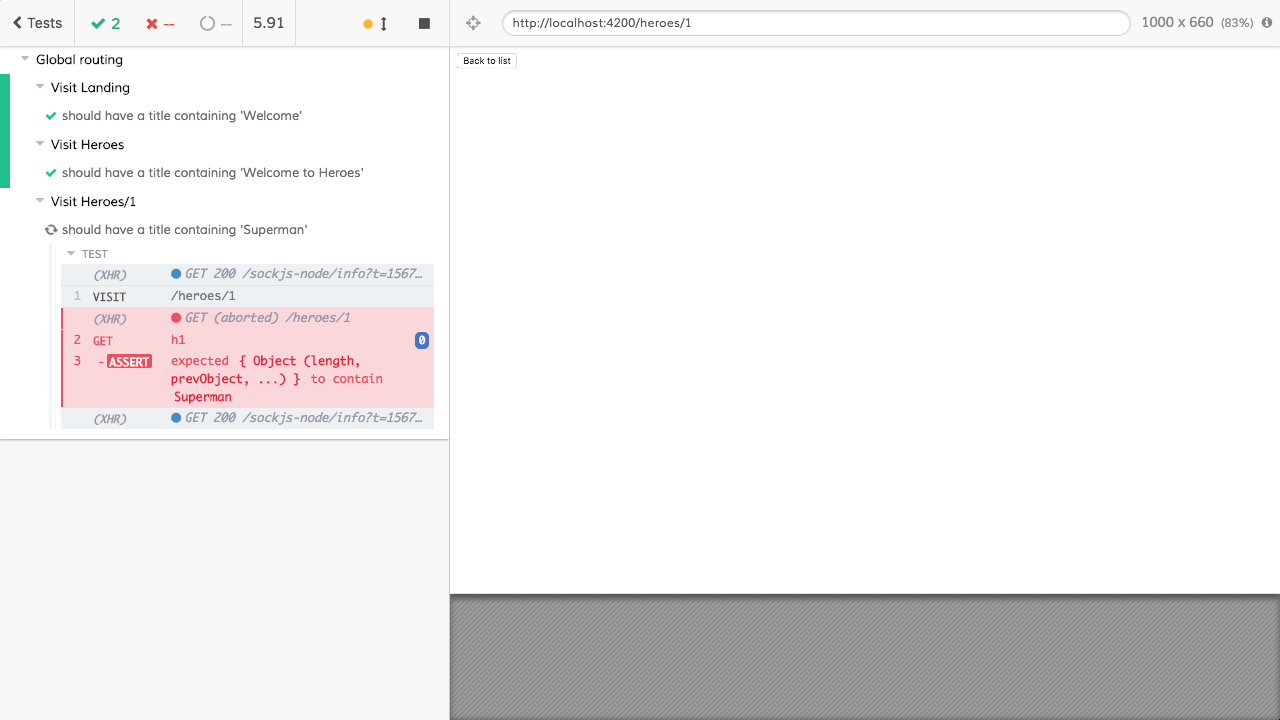 Tests 2 -- -- 5.91
http://localhost:4200/heroes/1 1000 x 660 (83%)
Global routing
Visit Landing
should have a title containing 'Welcome'
Visit Heroes
should have a title containing 'Welcome to Heroes'
Visit Heroes/1
should have a title containing 'Superman'
TEST
(XHR) GET 200 /sockjs-node/info?t=1567…
1 VISIT /heroes/1
(XHR) GET (aborted) /heroes/1
2 GET h1 0
3 -ASSERT expected { Object (length,
prevObject, ...) } to contain
Superman
(XHR) GET 200 /sockjs-node/info?t=1567…
Back to list